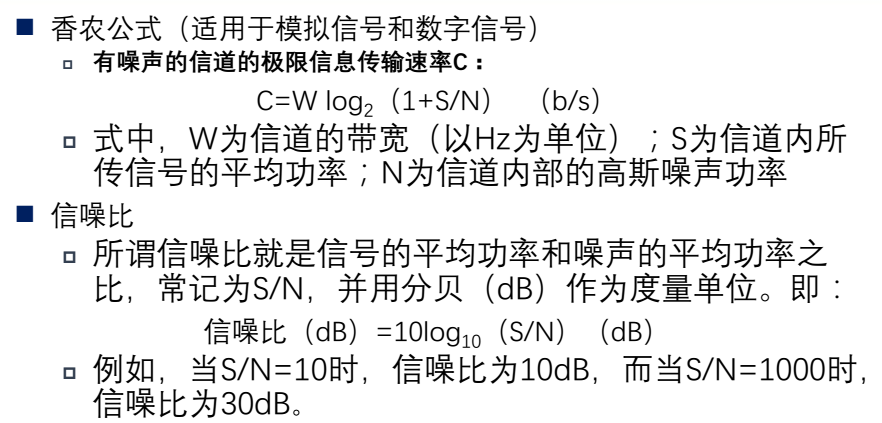 ■ 香农公式（适用于模拟信号和数字信号）
▫ 有噪声的信道的极限信息传输速率C：
C=W log₂（1+S/N） （b/s）
▫ 式中，W为信道的带宽（以Hz为单位）；S为信道内所
传信号的平均功率；N为信道内部的高斯噪声功率
■ 信噪比
▫ 所谓信噪比就是信号的平均功率和噪声的平均功率之
比，常记为S/N，并用分贝（dB）作为度量单位。即：
信噪比（dB）=10log₁₀（S/N）（dB）
▫ 例如，当S/N=10时，信噪比为10dB，而当S/N=1000时，
信噪比为30dB。